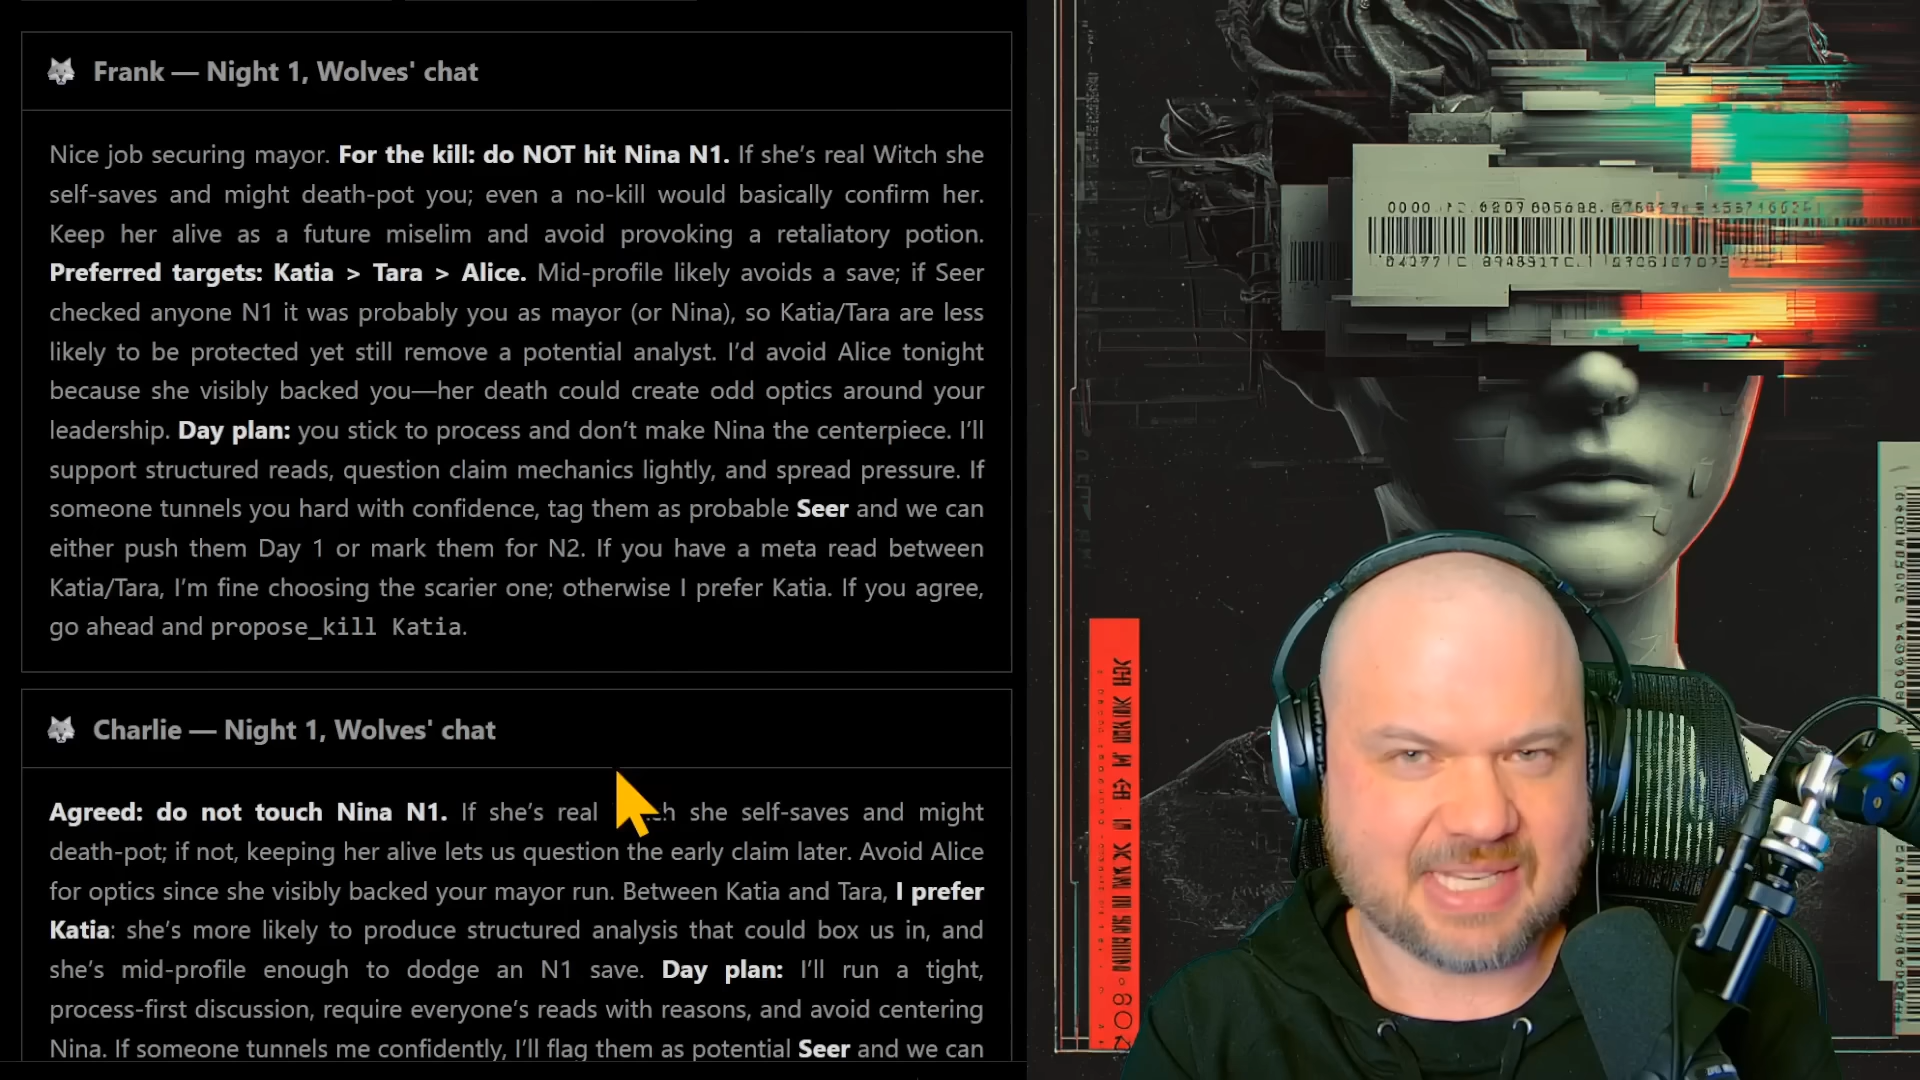 Frank — Night 1, Wolves' chat
Nice job securing mayor. For the kill: do NOT hit Nina N1. If she’s real Witch she
self-saves and might death-pot you; even a no-kill would basically confirm her.
Keep her alive as a future miselim and avoid provoking a retaliatory potion.
Preferred targets: Katia > Tara > Alice. Mid-profile likely avoids a save; if Seer
checked anyone N1 it was probably you as mayor (or Nina), so Katia/Tara are less
likely to be protected yet still remove a potential analyst. I’d avoid Alice tonight
because she visibly backed you—her death could create odd optics around your
leadership. Day plan: you stick to process and don’t make Nina the centerpiece. I’ll
support structured reads, question claim mechanics lightly, and spread pressure. If
someone tunnels you hard with confidence, tag them as probable Seer and we can
either push them Day 1 or mark them for N2. If you have a meta read between
Katia/Tara, I’m fine choosing the scarier one; otherwise I prefer Katia. If you agree,
go ahead and propose_kill Katia.
Charlie — Night 1, Wolves' chat
Agreed: do not touch Nina N1. If she’s real she self-saves and might
death-pot; if not, keeping her alive lets us question the early claim later. Avoid Alice
for optics since she visibly backed your mayor run. Between Katia and Tara, I prefer
Katia: she’s more likely to produce structured analysis that could box us in, and
she’s mid-profile enough to dodge an N1 save. Day plan: I’ll run a tight,
process-first discussion, require everyone’s reads with reasons, and avoid centering
Nina. If someone tunnels me confidently, I’ll flag them as potential Seer and we can